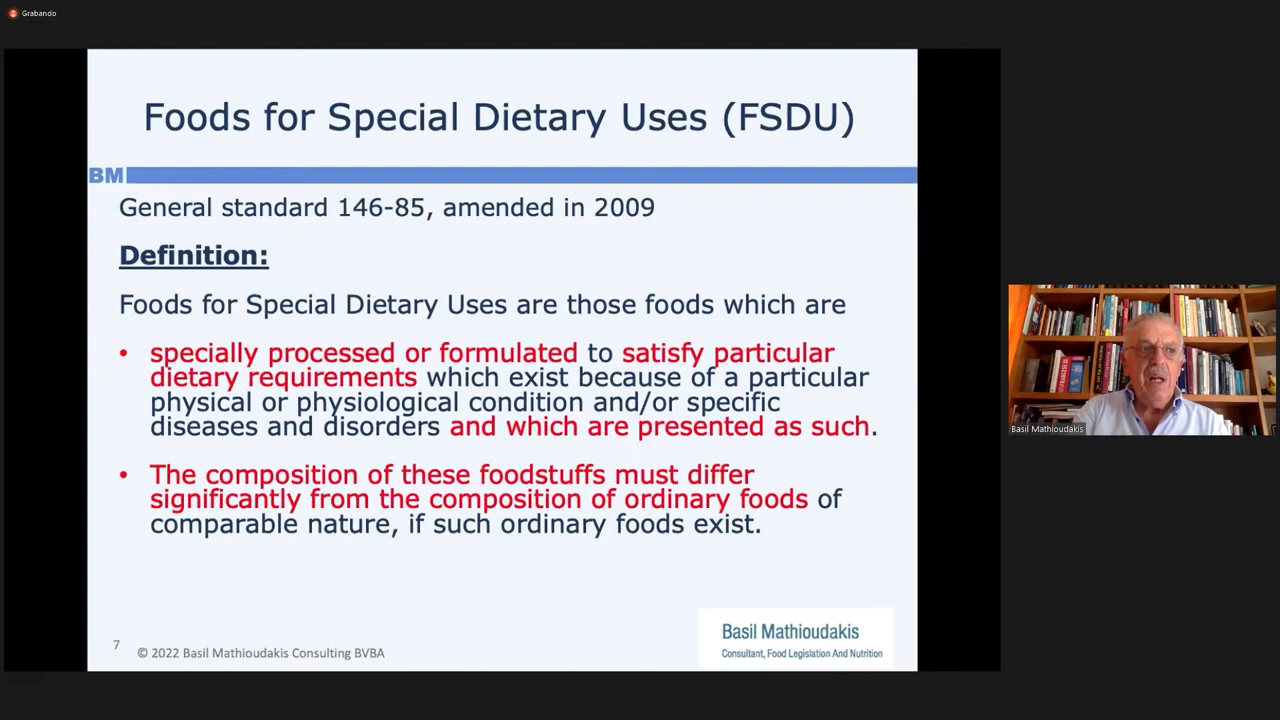 Grabando
Foods for Special Dietary Uses (FSDU)
BM
General standard 146-85, amended in 2009
Definition:
Foods for Special Dietary Uses are those foods which are
• specially processed or formulated to satisfy particular
dietary requirements which exist because of a particular
physical or physiological condition and/or specific
diseases and disorders and which are presented as such.
• The composition of these foodstuffs must differ
significantly from the composition of ordinary foods of
comparable nature, if such ordinary foods exist.
7
© 2022 Basil Mathioudakis Consulting BVBA
Basil Mathioudakis
Consultant, Food Legislation And Nutrition
Basil Mathioudakis